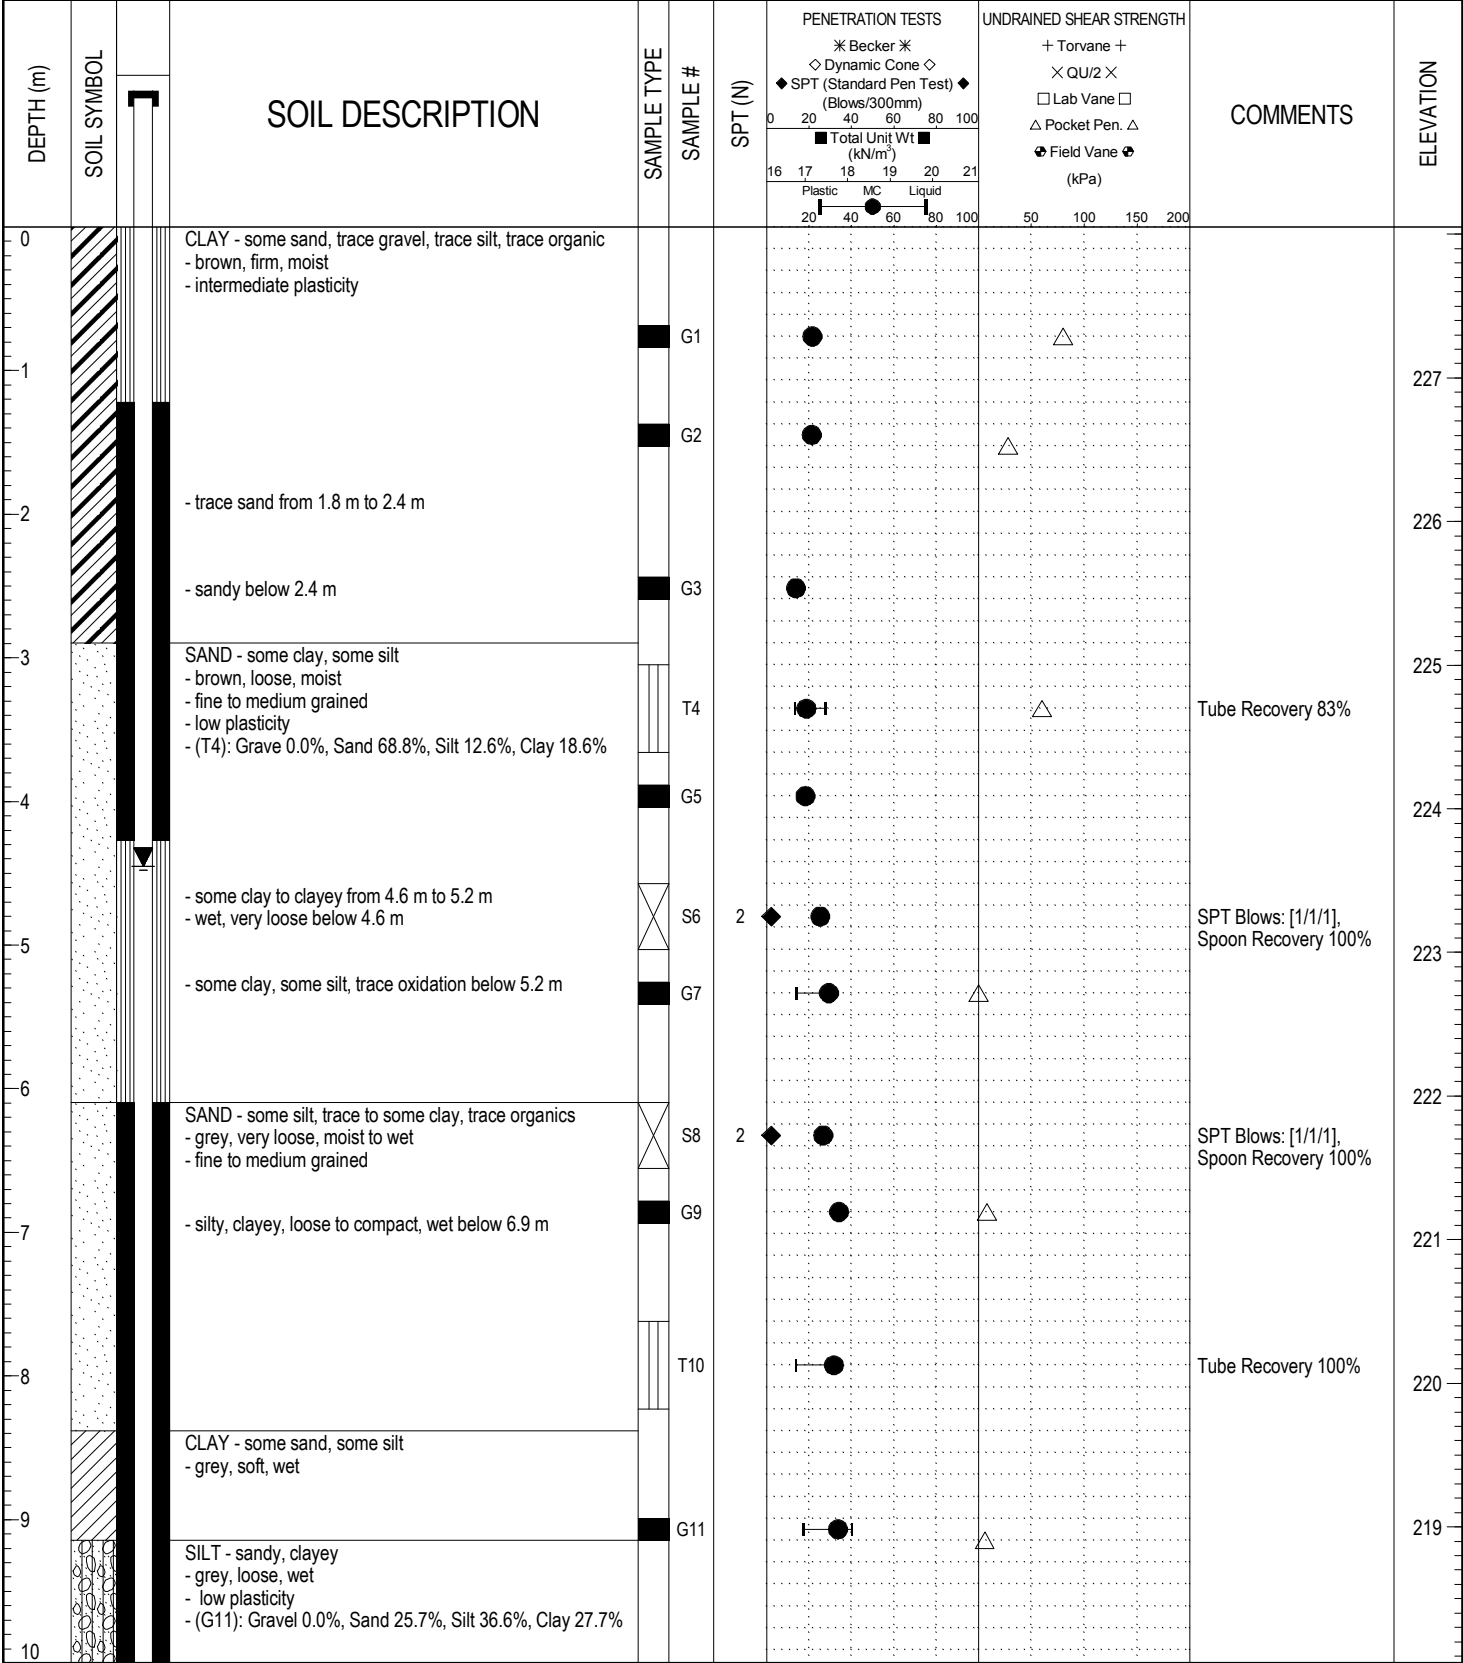 DEPTH (m)
SOIL SYMBOL
SOIL DESCRIPTION
SAMPLE TYPE
SAMPLE #
SPT (N)
PENETRATION TESTS
Becker
Dynamic Cone
SPT (Standard Pen Test)
(Blows/300mm)
0 20 40 60 80 100
Total Unit Wt
(kN/m³)
16 17 18 19 20 21
Plastic MC Liquid
20 40 60 80 100
UNDRAINED SHEAR STRENGTH
+ Torvane +
QU/2
Lab Vane
Pocket Pen.
Field Vane
(kPa)
50 100 150 200
COMMENTS
ELEVATION
0
CLAY - some sand, trace gravel, trace silt, trace organic
- brown, firm, moist
- intermediate plasticity
G1
1
227
G2
- trace sand from 1.8 m to 2.4 m
2
226
- sandy below 2.4 m
G3
3
SAND - some clay, some silt
225
- brown, loose, moist
- fine to medium grained
T4
Tube Recovery 83%
- low plasticity
- (T4): Grave 0.0%, Sand 68.8%, Silt 12.6%, Clay 18.6%
G5
4
224
- some clay to clayey from 4.6 m to 5.2 m
- wet, very loose below 4.6 m
S6
2
SPT Blows: [1/1/1],
Spoon Recovery 100%
5
223
- some clay, some silt, trace oxidation below 5.2 m
G7
6
222
SAND - some silt, trace to some clay, trace organics
- grey, very loose, moist to wet
- fine to medium grained
S8
2
SPT Blows: [1/1/1],
Spoon Recovery 100%
G9
- silty, clayey, loose to compact, wet below 6.9 m
7
221
T10
Tube Recovery 100%
8
220
CLAY - some sand, some silt
- grey, soft, wet
9
G11
219
SILT - sandy, clayey
- grey, loose, wet
- low plasticity
- (G11): Gravel 0.0%, Sand 25.7%, Silt 36.6%, Clay 27.7%
10